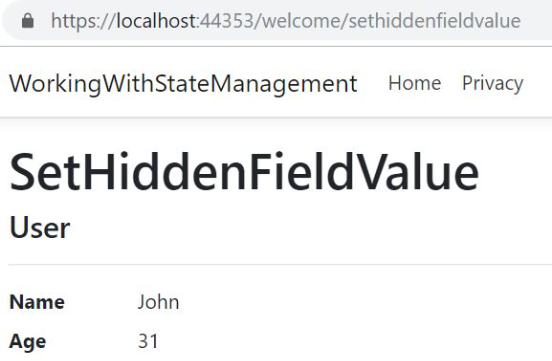 https://localhost:44353/welcome/sethiddenfieldvalue
WorkingWithStateManagement Home Privacy
SetHiddenFieldValue
User
Name John
Age 31